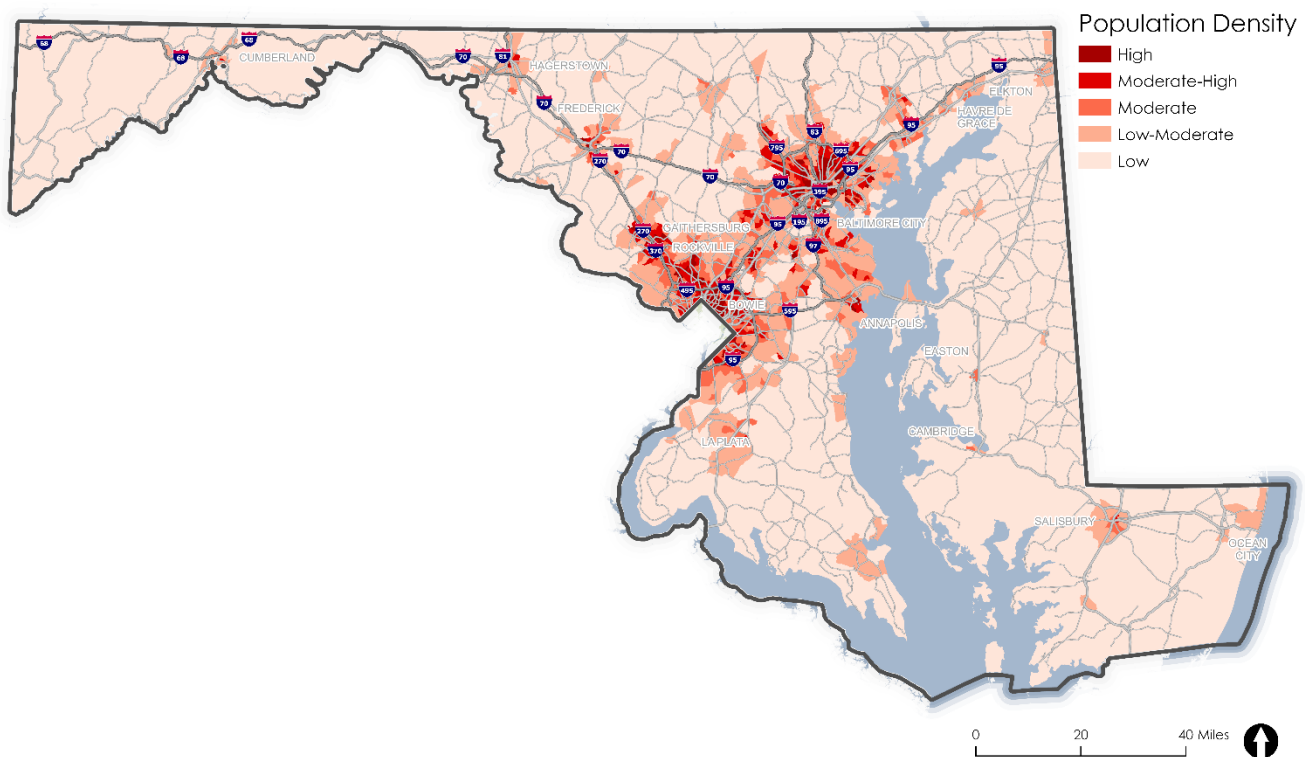 Population Density
High
Moderate-High
Moderate
Low-Moderate
Low
68
68
68
CUMBERLAND
70
81
HAGERSTOWN
70
FREDERICK
270
70
70
95
ELKTON
HAVRE DE
GRACE
95
83
795
695
95
70
395
BALTIMORE CITY
95
195
895
97
270
GAITHERSBURG
370
ROCKVILLE
495
95
BOWIE
595
ANNAPOLIS
95
EASTON
CAMBRIDGE
LA PLATA
SALISBURY
OCEAN
CITY
0 20 40 Miles